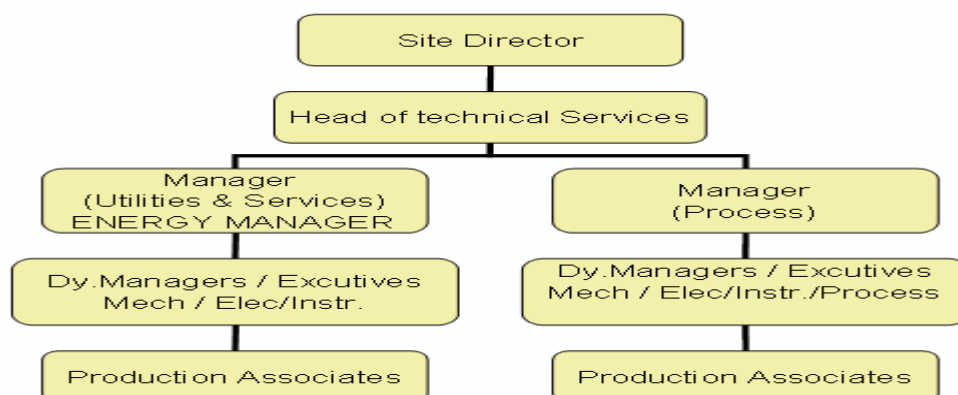 Site Director
Head of technical Services
Manager
(Utilities & Services)
ENERGY MANAGER
Manager
(Process)
Dy.Managers / Excutives
Mech / Elec/Instr.
Dy.Managers / Excutives
Mech / Elec/Instr./Process
Production Associates
Production Associates